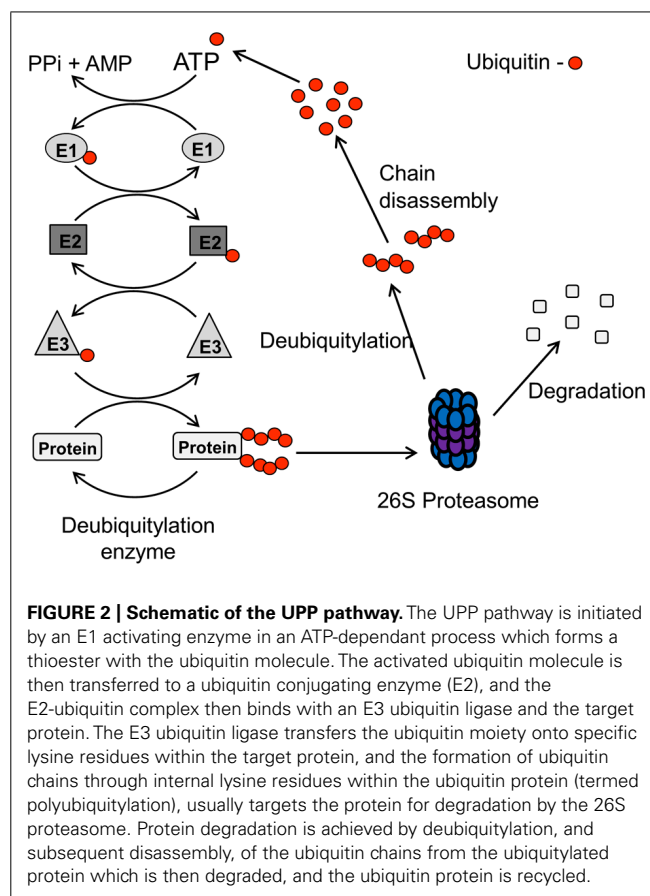 PPi + AMP
ATP
Ubiquitin -
E1
E1
Chain
disassembly
E2
E2
E3
E3
Deubiquitylation
Degradation
Protein
Protein
26S Proteasome
Deubiquitylation
enzyme
FIGURE 2 | Schematic of the UPP pathway. The UPP pathway is initiated
by an E1 activating enzyme in an ATP-dependant process which forms a
thioester with the ubiquitin molecule. The activated ubiquitin molecule is
then transferred to a ubiquitin conjugating enzyme (E2), and the
E2-ubiquitin complex then binds with an E3 ubiquitin ligase and the target
protein. The E3 ubiquitin ligase transfers the ubiquitin moiety onto specific
lysine residues within the target protein, and the formation of ubiquitin
chains through internal lysine residues within the ubiquitin protein (termed
polyubiquitylation), usually targets the protein for degradation by the 26S
proteasome. Protein degradation is achieved by deubiquitylation, and
subsequent disassembly, of the ubiquitin chains from the ubiquitylated
protein which is then degraded, and the ubiquitin protein is recycled.